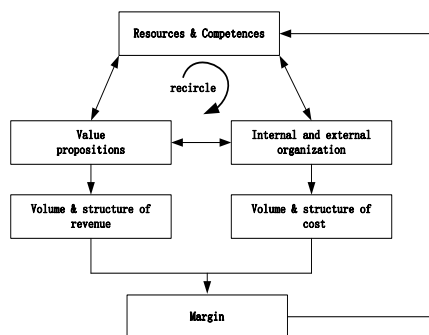 Resources & Competences
recircle
Value
propositions
Internal and external
organization
Volume & structure of
revenue
Volume & structure of
cost
Margin